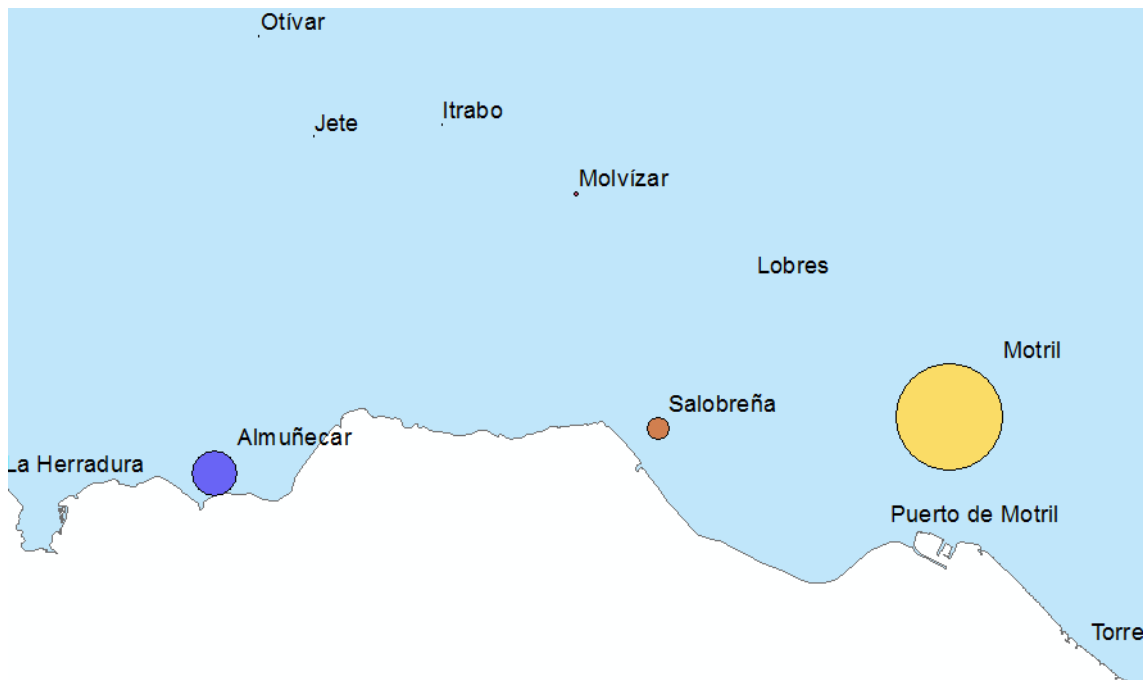 Otívar
Itrabo
Jete
Molvízar
Lobres
Motril
Salobreña
Almuñecar
La Herradura
Puerto de Motril
Torre